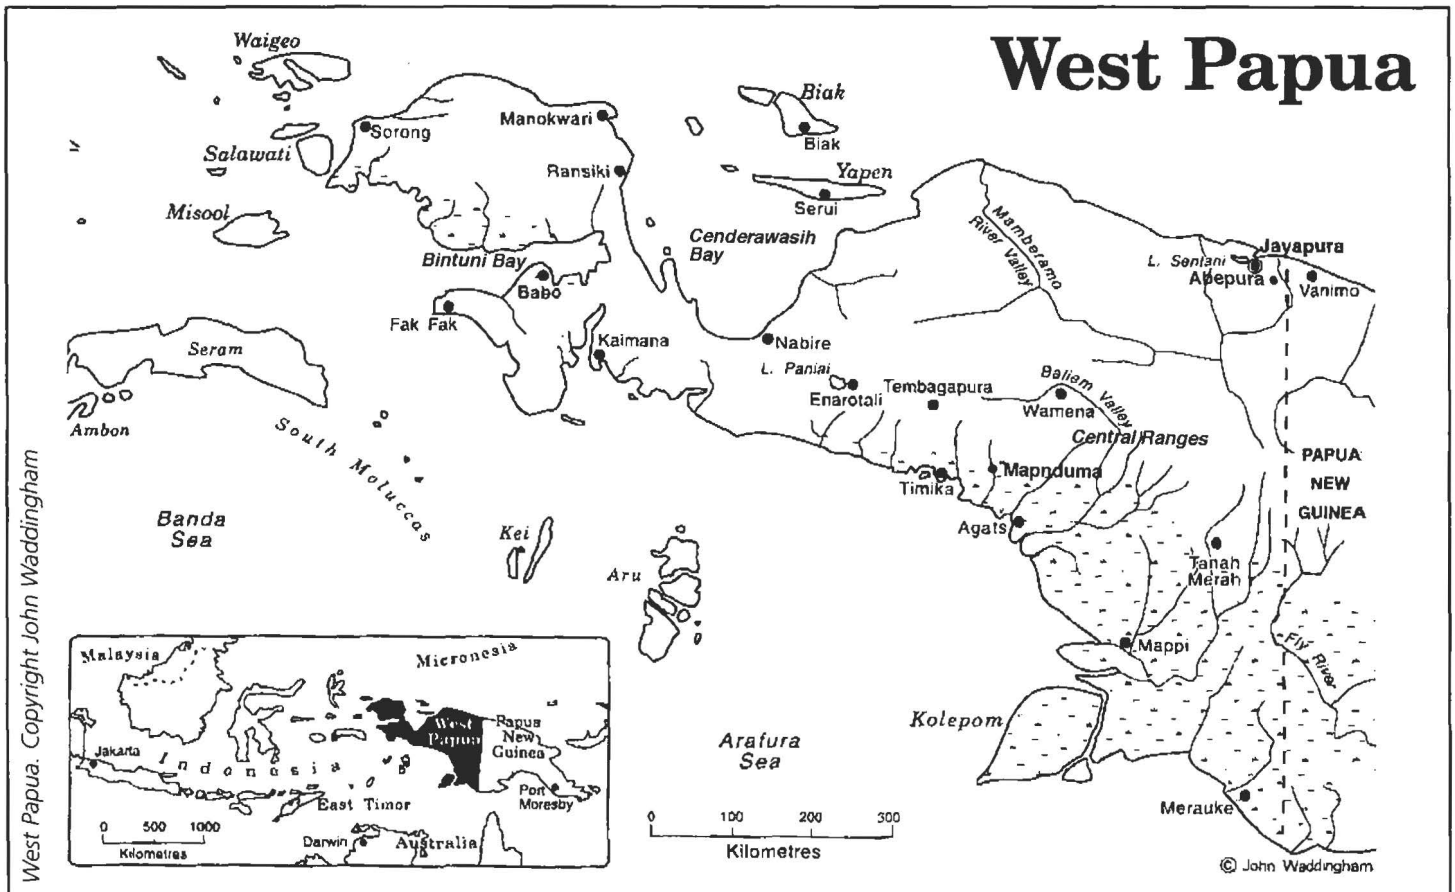 West Papua
Waigeo
Biak
Manokwari
Sorong
Biak
Salawati
Ransiki
Yapen
Misool
Serui
Cenderawasih
Bay
Mamberamo
River Valley
Jayapura
L. Sentani
Abepura
Vanimo
Bintuni Bay
Babo
Fak Fak
Kaimana
Nabire
Seram
L. Paniai
Enarotali
Tembagapura
Baliem Valley
Wamena
Ambon
South Moluccas
Central Ranges
PAPUA
NEW
GUINEA
Mapnduma
Timika
Banda
Sea
Kei
Agats
Aru
Tanah
Merah
Mappi
Fly River
Kolepom
Arafura
Sea
Merauke
0 100 200 300
Kilometres
© John Waddingham
Malaysia
Micronesia
West
Papua
Papua
New
Guinea
Jakarta
Indonesia
East Timor
Port
Moresby
0 500 1000
Kilometres
Darwin
Australia
West Papua. Copyright John Waddingham